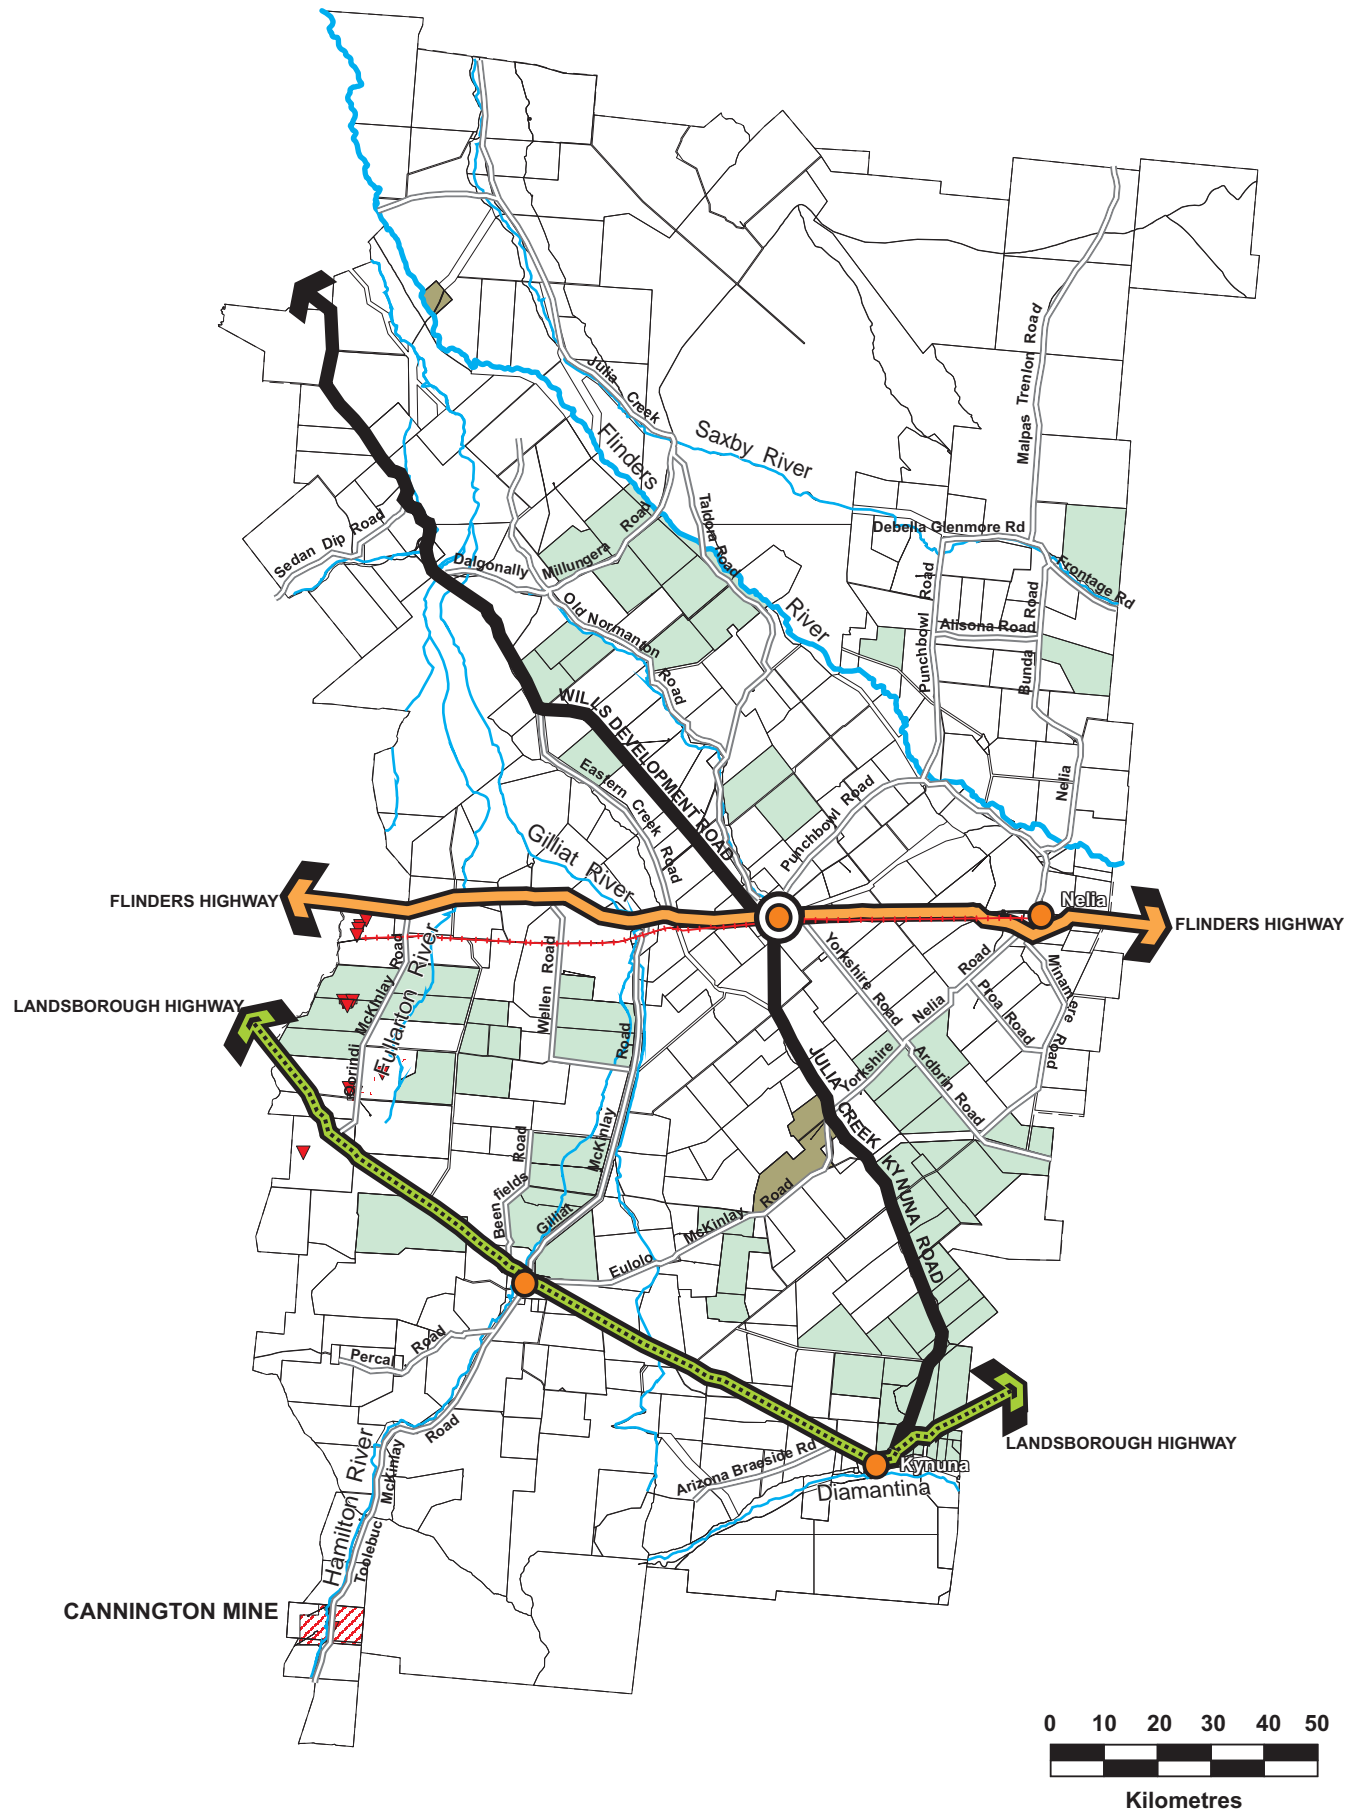 Julia Creek
Saxby River
Flinders
River
Malpas Trenlon Road
Debella Glenmore Rd
Frontage Rd
Sedan Dip Road
Taldora Road
Dalgonally
Millungera Road
Old Normanton Road
Punchbowl Road
Alisona Road
Bunda Road
Nelia
WILLS DEVELOPMENT ROAD
Eastern Creek Road
Punchbowl Road
Gilliat River
FLINDERS HIGHWAY
Nelia
FLINDERS HIGHWAY
LANDSBOROUGH HIGHWAY
McKinlay Road
Fullarton River
Wellen Road
Yorkshire Road
Nelia Road
Proa Road
Minamere Road
Yorkshire
Ardbrin Road
JULIA CREEK KYNUNA ROAD
Gilliat McKinlay Road
Been fields Road
Eulolo McKinlay Road
Percal Road
Hamilton River
Toolebuc McKinlay Road
Arizona Braeside Rd
LANDSBOROUGH HIGHWAY
Kynuna
Diamantina
CANNINGTON MINE
0 10 20 30 40 50
Kilometres